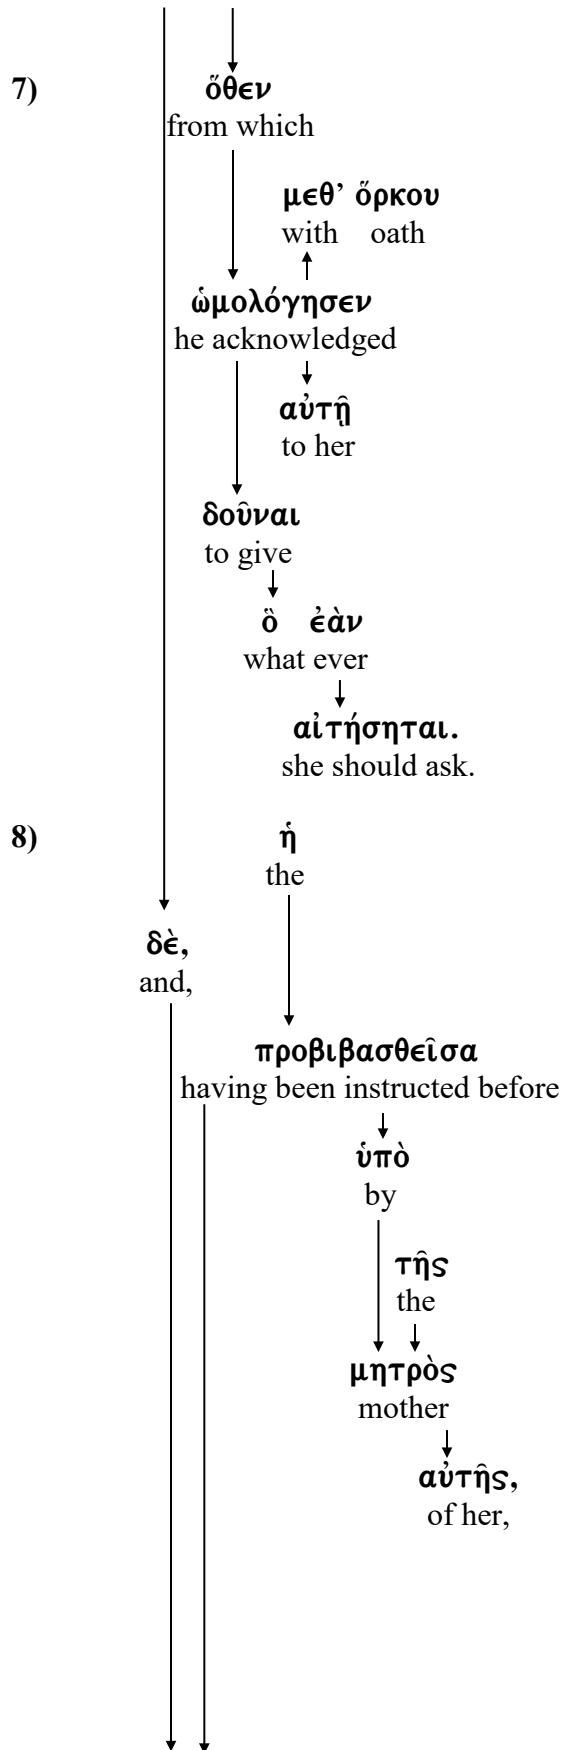 7) ὅθεν
from which
μεθ’ ὅρκου
with oath
ὡμολόγησεν
he acknowledged
αὐτῇ
to her
δοῦναι
to give
ὃ ἐὰν
what ever
αἰτήσηται.
she should ask.
8) ἡ
the
δὲ,
and,
προβιβασθεῖσα
having been instructed before
ὑπὸ
by
τῆς
the
μητρὸς
mother
αὐτῆς,
of her,